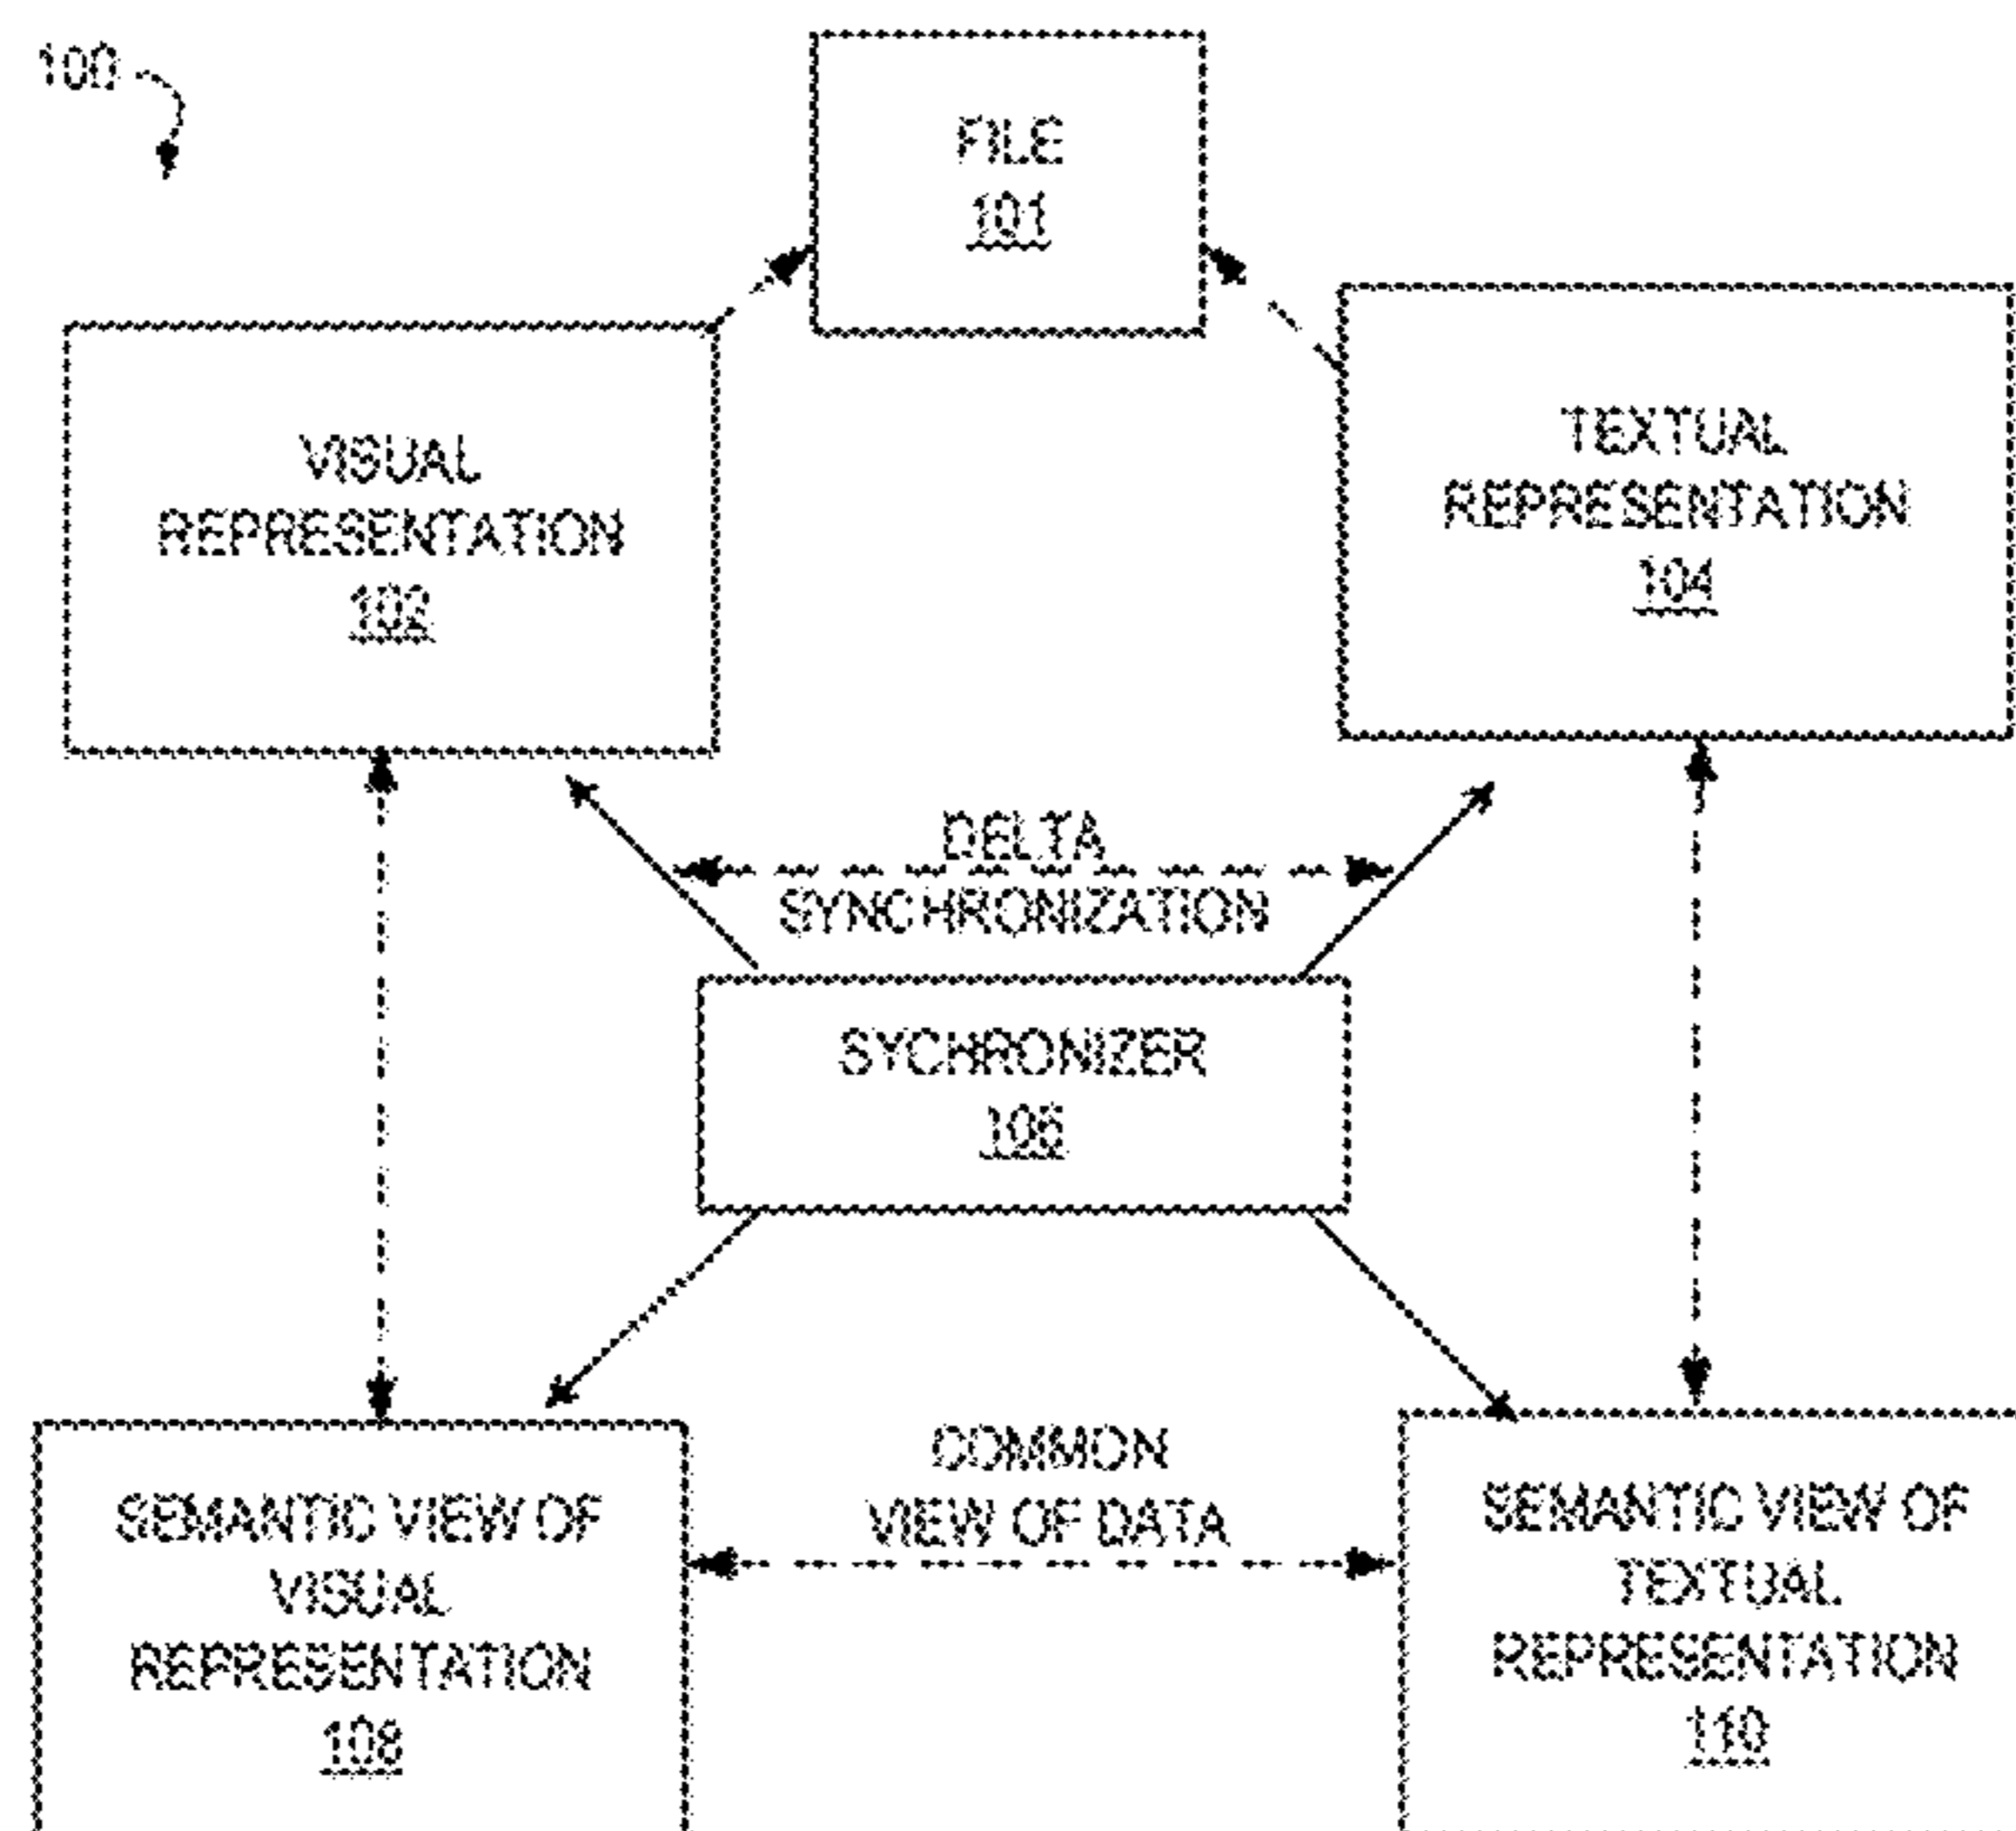 100
FILE
101
VISUAL
REPRESENTATION
102
TEXTUAL
REPRESENTATION
104
DELTA
SYNCHRONIZATION
SYCHRONIZER
106
COMMON
VIEW OF DATA
SEMANTIC VIEW OF
VISUAL
REPRESENTATION
108
SEMANTIC VIEW OF
TEXTUAL
REPRESENTATION
110